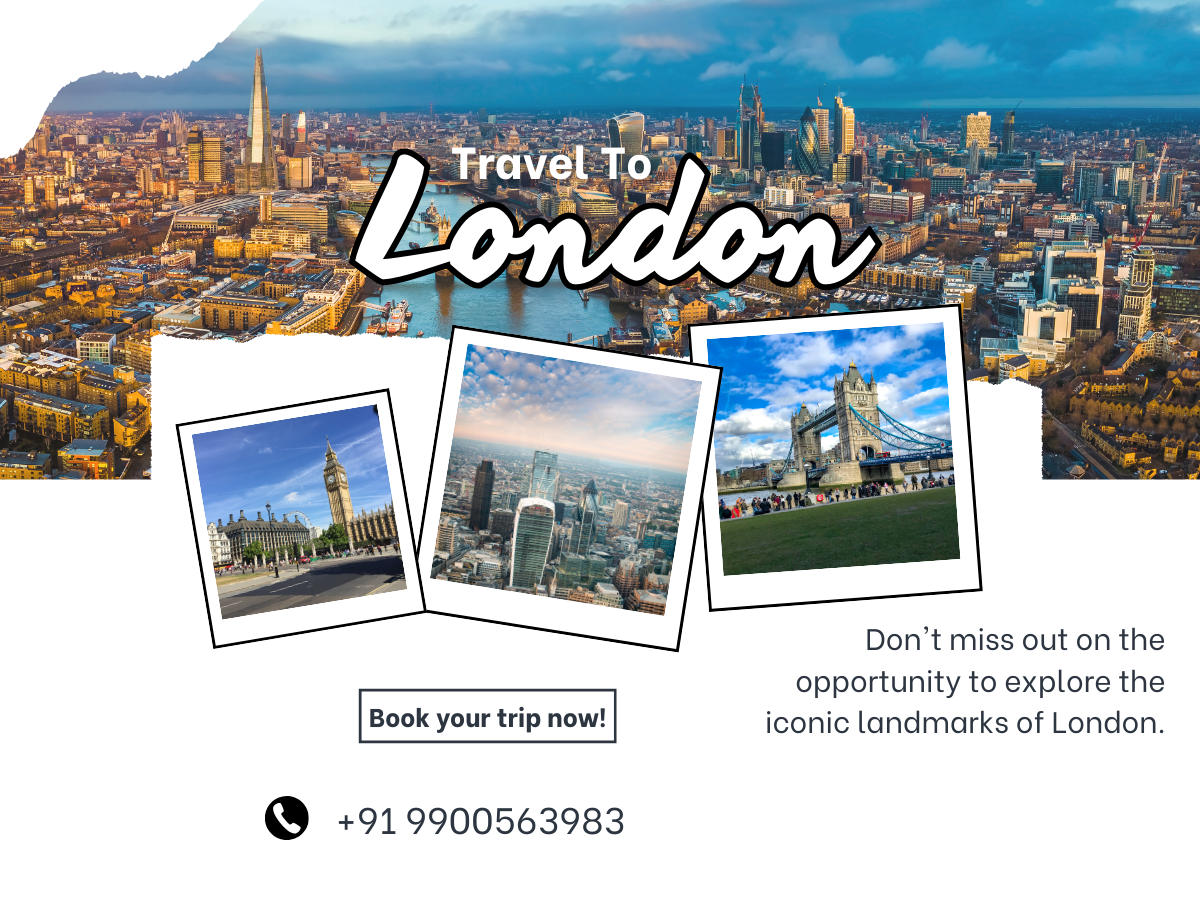 Travel To
London
Don't miss out on the
opportunity to explore the
iconic landmarks of London.
Book your trip now!
+91 9900563983